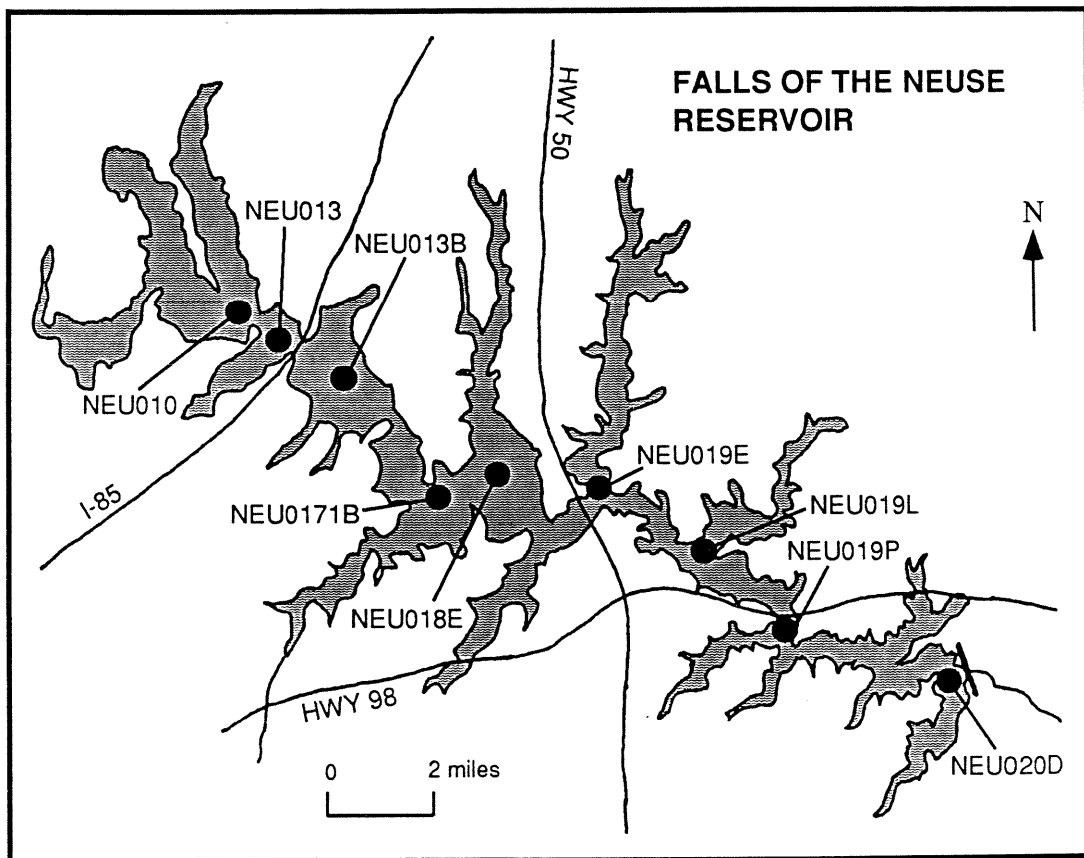 FALLS OF THE NEUSE
RESERVOIR
HWY 50
N
NEU013
NEU013B
NEU010
I-85
NEU019E
NEU0171B
NEU019L
NEU019P
NEU018E
HWY 98
NEU020D
0 2 miles